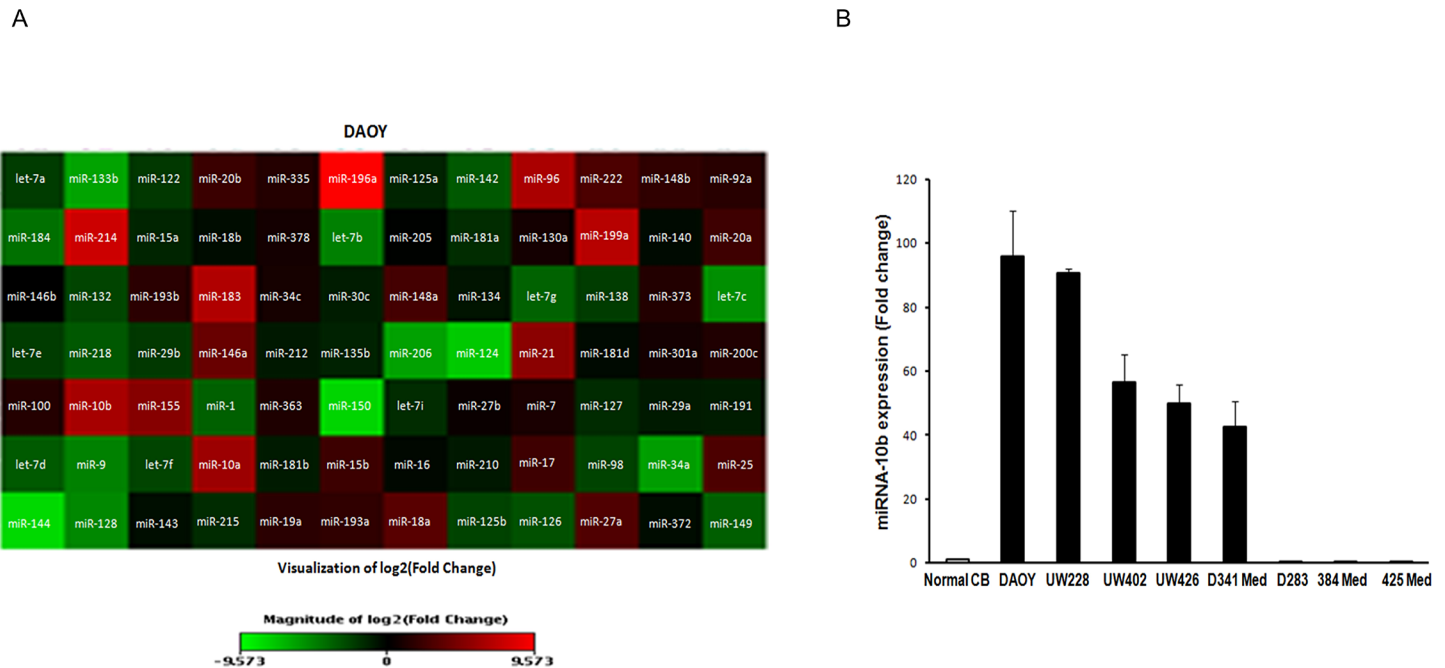 A
B
DAOY
let-7a miR-133b miR-122 miR-20b miR-335 miR-196a miR-125a miR-142 miR-96 miR-222 miR-148b miR-92a
miR-184 miR-214 miR-15a miR-18b miR-378 let-7b miR-205 miR-181a miR-130a miR-199a miR-140 miR-20a
miR-146b miR-132 miR-193b miR-183 miR-34c miR-30c miR-148a miR-134 let-7g miR-138 miR-373 let-7c
let-7e miR-218 miR-29b miR-146a miR-212 miR-135b miR-206 miR-124 miR-21 miR-181d miR-301a miR-200c
miR-100 miR-10b miR-155 miR-1 miR-363 miR-150 let-7i miR-27b miR-7 miR-127 miR-29a miR-191
let-7d miR-9 let-7f miR-10a miR-181b miR-15b miR-16 miR-210 miR-17 miR-98 miR-34a miR-25
miR-144 miR-128 miR-143 miR-215 miR-19a miR-193a miR-18a miR-125b miR-126 miR-27a miR-372 miR-149
Visualization of log2(Fold Change)
Magnitude of log2(Fold Change)
-9.573 0 9.573
miRNA-10b expression (Fold change)
120
100
80
60
40
20
0
Normal CB DAOY UW228 UW402 UW426 D341 Med D283 384 Med 425 Med